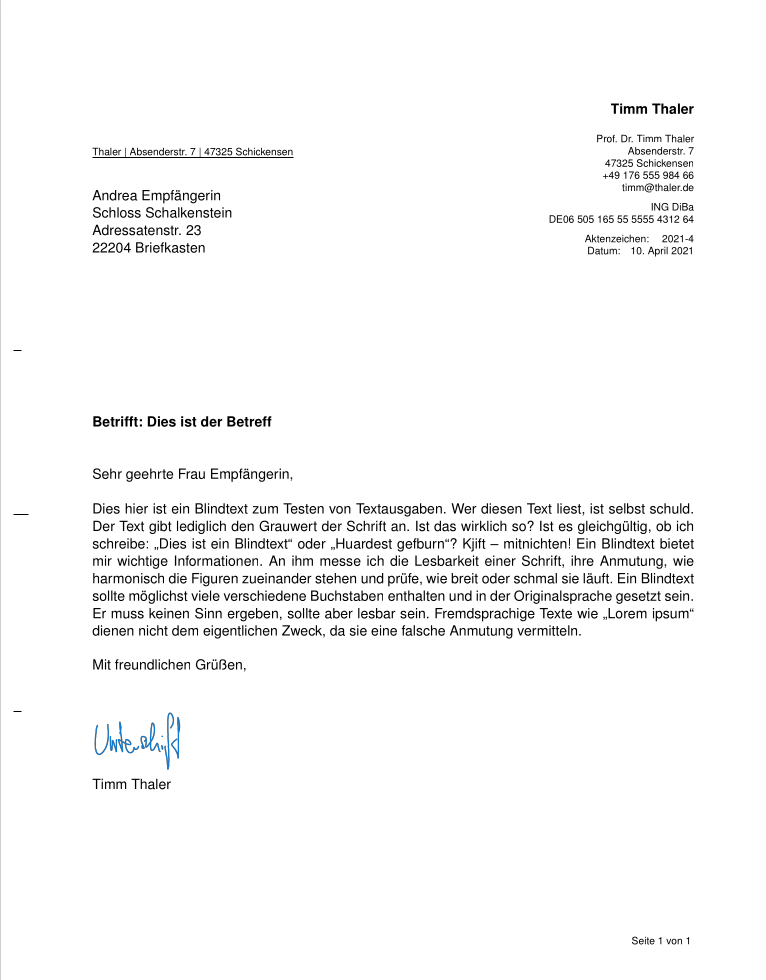 Timm Thaler
Prof. Dr. Timm Thaler
Absenderstr. 7
47325 Schickensen
+49 176 555 984 66
timm@thaler.de
ING DiBa
DE06 505 165 55 5555 4312 64
Aktenzeichen: 2021-4
Datum: 10. April 2021
Thaler | Absenderstr. 7 | 47325 Schickensen
Andrea Empfängerin
Schloss Schalkenstein
Adressatenstr. 23
22204 Briefkasten
Betrifft: Dies ist der Betreff
Sehr geehrte Frau Empfängerin,
Dies hier ist ein Blindtext zum Testen von Textausgaben. Wer diesen Text liest, ist selbst schuld.
Der Text gibt lediglich den Grauwert der Schrift an. Ist das wirklich so? Ist es gleichgültig, ob ich
schreibe: „Dies ist ein Blindtext“ oder „Huardest gefburn“? Kjift – mitnichten! Ein Blindtext bietet
mir wichtige Informationen. An ihm messe ich die Lesbarkeit einer Schrift, ihre Anmutung, wie
harmonisch die Figuren zueinander stehen und prüfe, wie breit oder schmal sie läuft. Ein Blindtext
sollte möglichst viele verschiedene Buchstaben enthalten und in der Originalsprache gesetzt sein.
Er muss keinen Sinn ergeben, sollte aber lesbar sein. Fremdsprachige Texte wie „Lorem ipsum“
dienen nicht dem eigentlichen Zweck, da sie eine falsche Anmutung vermitteln.
Mit freundlichen Grüßen,
Unterschrift
Timm Thaler
Seite 1 von 1